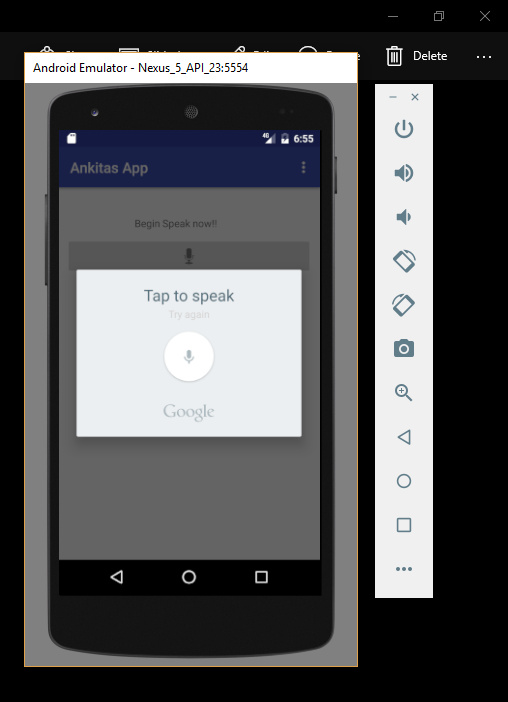 Delete
Android Emulator - Nexus_5_API_23:5554
4G
6:55
Ankitas App
Begin Speak now!!
Tap to speak
Try again
Google